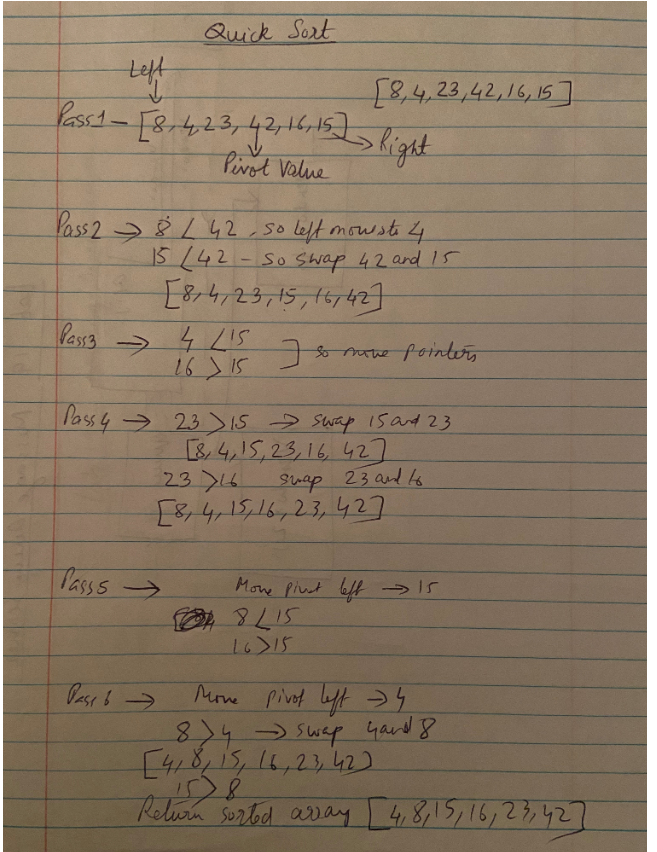 Quick Sort
Left
[8,4,23,42,16,15]
Pass1 - [8,4,23,42,16,15]
Right
Pivot Value
Pass2 → 8 < 42, so left moves to 4
15 < 42 - so swap 42 and 15
[8,4,23,15,16,42]
Pass3 → 4 < 15
16 > 15 ] so move pointers
Pass4 → 23 > 15 → swap 15 and 23
[8,4,15,23,16,42]
23 > 16 swap 23 and 16
[8,4,15,16,23,42]
Pass5 → Move pivot left → 15
8 < 15
16 > 15
Pass6 → Move pivot left → 4
8 > 4 → swap 4 and 8
[4,8,15,16,23,42]
15 > 8
Return sorted array [4,8,15,16,23,42]